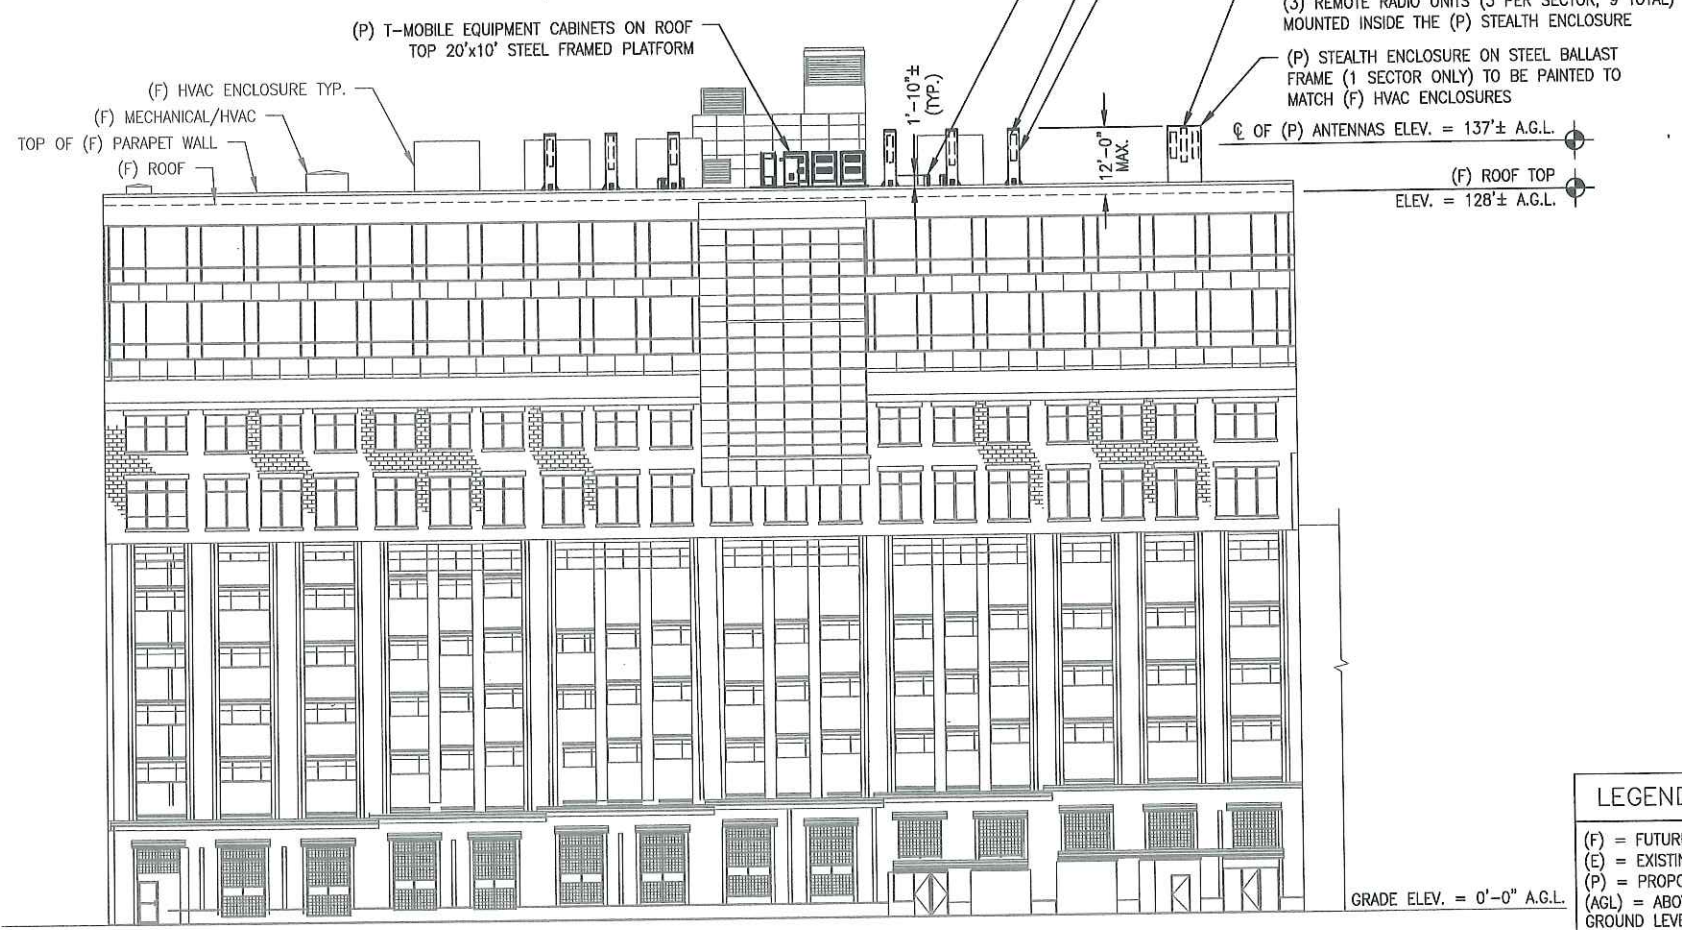 (P) T-MOBILE EQUIPMENT CABINETS ON ROOF
TOP 20'x10' STEEL FRAMED PLATFORM
(3) REMOTE RADIO UNITS (3 PER SECTOR, 9 TOTAL)
MOUNTED INSIDE THE (P) STEALTH ENCLOSURE
(P) STEALTH ENCLOSURE ON STEEL BALLAST
FRAME (1 SECTOR ONLY) TO BE PAINTED TO
MATCH (F) HVAC ENCLOSURES
(F) HVAC ENCLOSURE TYP.
(F) MECHANICAL/HVAC
TOP OF (F) PARAPET WALL
(F) ROOF
1'-10"±
(TYP.)
12'-0"
MAX.
℄ OF (P) ANTENNAS ELEV. = 137'± A.G.L.
(F) ROOF TOP
ELEV. = 128'± A.G.L.
GRADE ELEV. = 0'-0" A.G.L.
LEGEND
(F) = FUTUR
(E) = EXISTIN
(P) = PROPO
(AGL) = ABO
GROUND LEVE